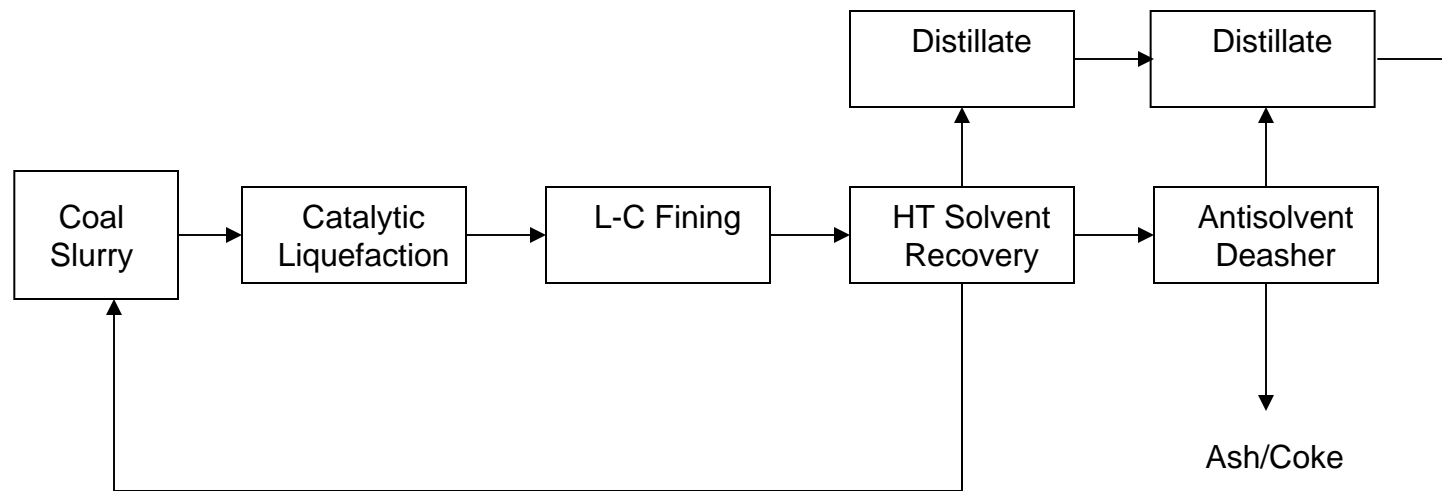 Distillate
Distillate
Coal
Slurry
Catalytic
Liquefaction
L-C Fining
HT Solvent
Recovery
Antisolvent
Deasher
Ash/Coke